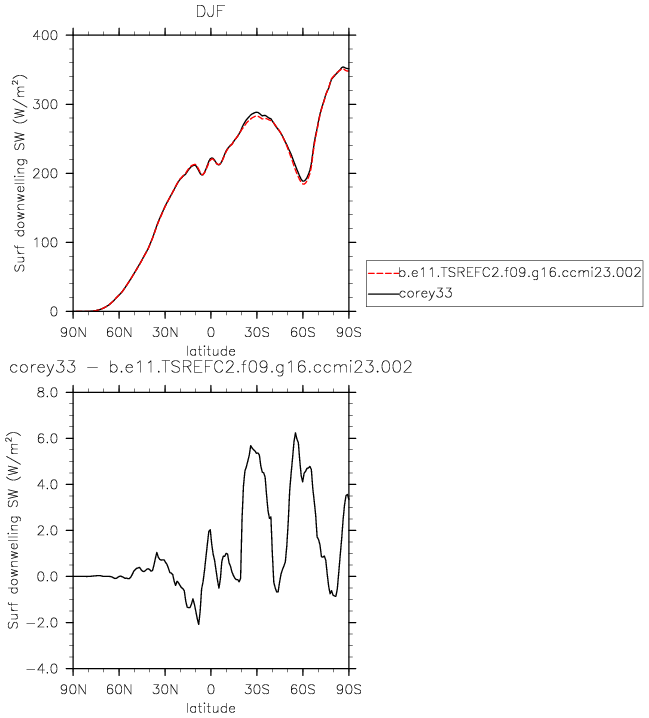 DJF
400
300
200
100
0
Surf downwelling SW (W/m²)
90N 60N 30N 0 30S 60S 90S
latitude
b.e11.TSREFC2.f09.g16.ccmi23.002
corey33
corey33 − b.e11.TSREFC2.f09.g16.ccmi23.002
8.0
6.0
4.0
2.0
0.0
−2.0
−4.0
Surf downwelling SW (W/m²)
90N 60N 30N 0 30S 60S 90S
latitude